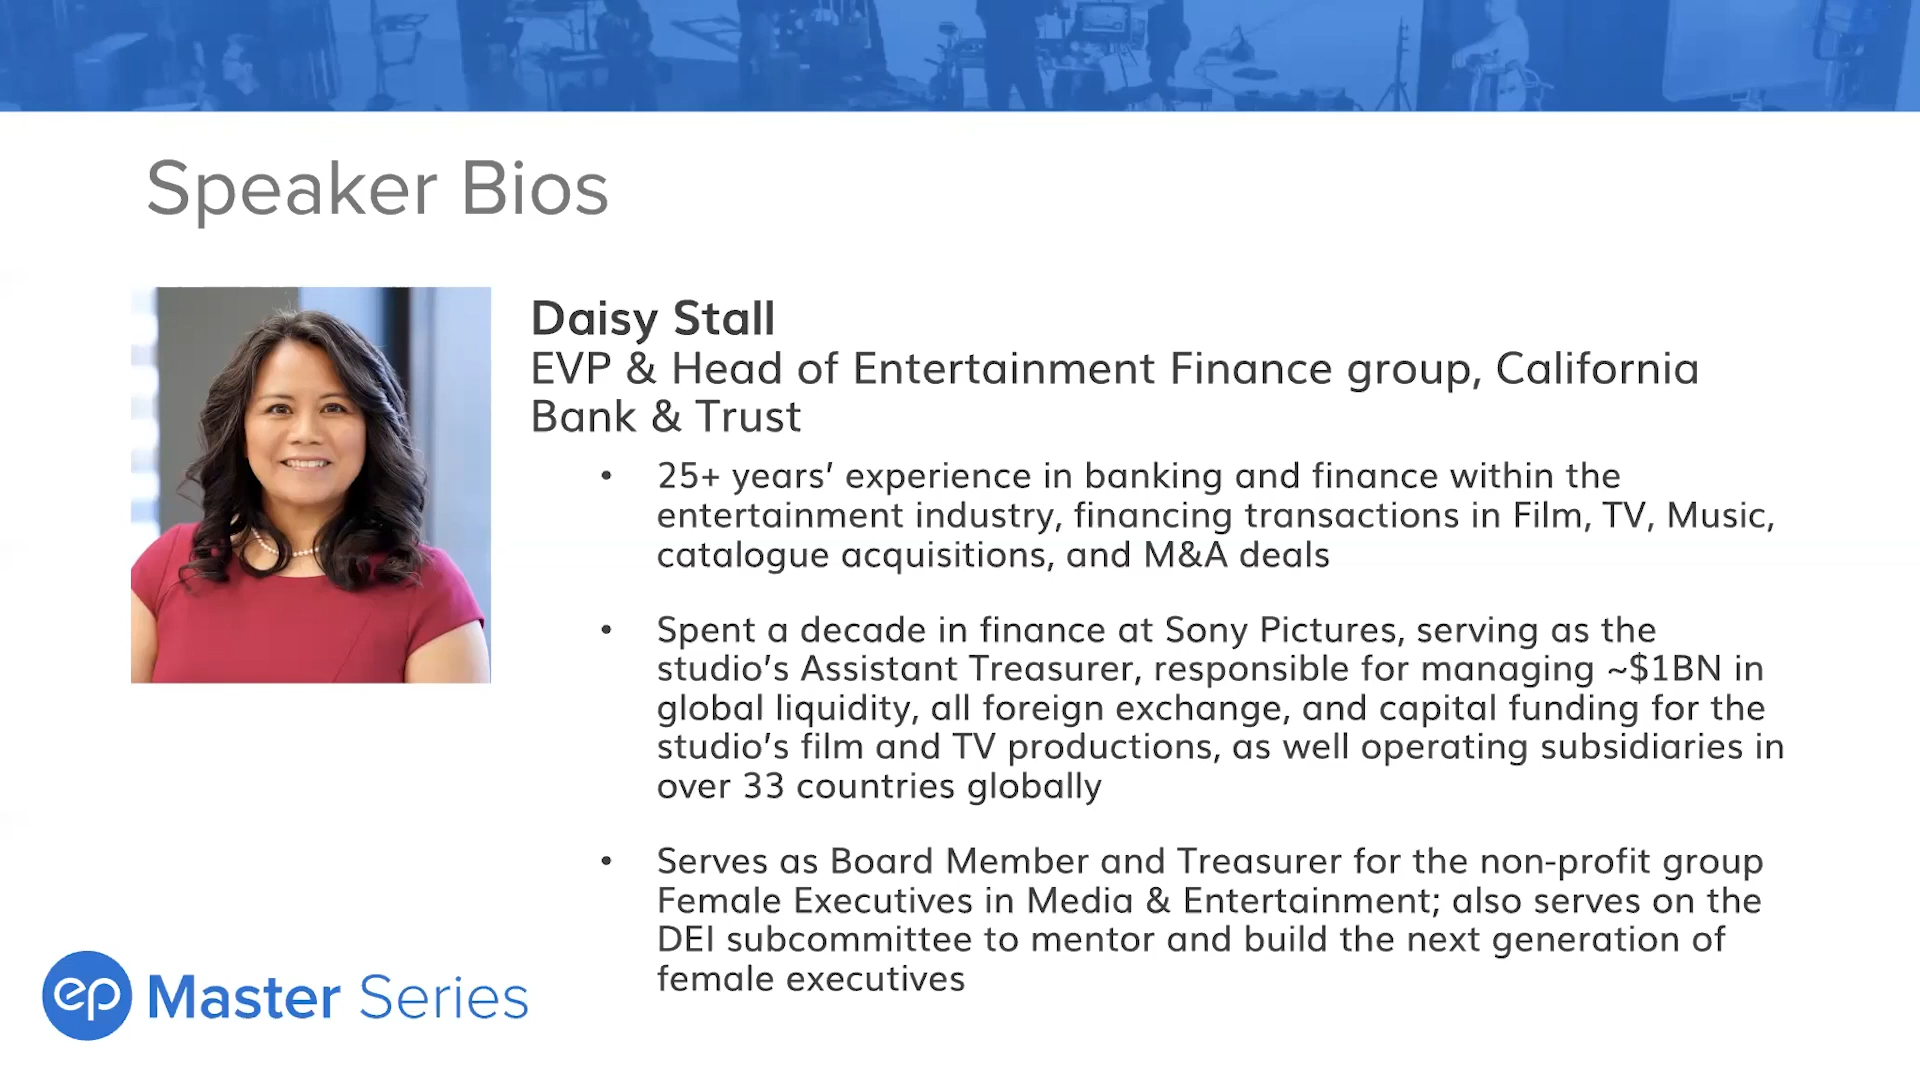 Speaker Bios
Daisy Stall
EVP & Head of Entertainment Finance group, California
Bank & Trust
• 25+ years’ experience in banking and finance within the
entertainment industry, financing transactions in Film, TV, Music,
catalogue acquisitions, and M&A deals
• Spent a decade in finance at Sony Pictures, serving as the
studio’s Assistant Treasurer, responsible for managing ~$1BN in
global liquidity, all foreign exchange, and capital funding for the
studio’s film and TV productions, as well operating subsidiaries in
over 33 countries globally
• Serves as Board Member and Treasurer for the non-profit group
Female Executives in Media & Entertainment; also serves on the
DEI subcommittee to mentor and build the next generation of
female executives
ep Master Series